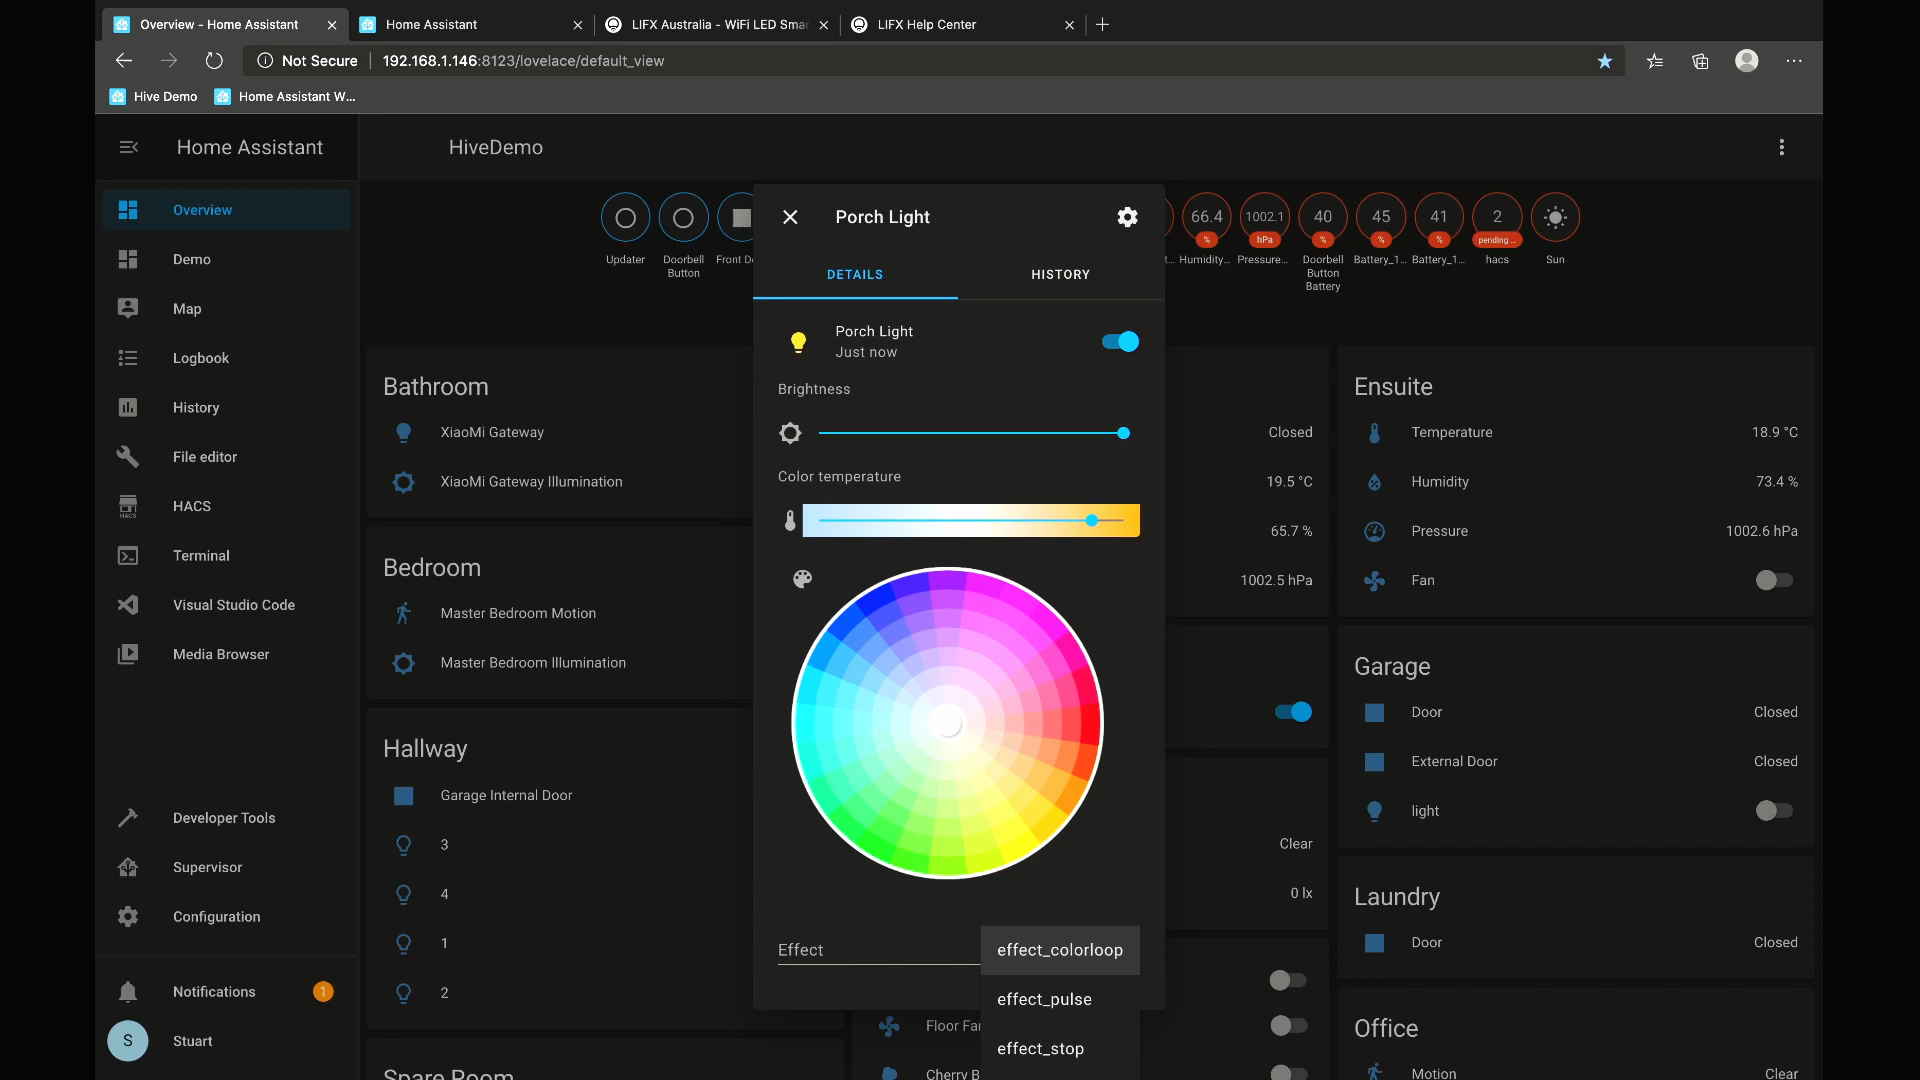 Overview - Home Assistant
Home Assistant
LIFX Australia - WiFi LED Smar
LIFX Help Center
Not Secure
192.168.1.146:8123/lovelace/default_view
Hive Demo
Home Assistant W...
Home Assistant
HiveDemo
Overview
Demo
Map
Logbook
History
File editor
HACS
HACS
Terminal
Visual Studio Code
Media Browser
Developer Tools
Supervisor
Configuration
Notifications
1
S
Stuart
Updater
Doorbell
Button
Front Do
66.4
%
Humidity...
1002.1
hPa
Pressure...
40
%
Doorbell
Button
Battery
45
%
Battery_1...
41
%
Battery_1...
2
pending ...
hacs
Sun
Bathroom
XiaoMi Gateway
XiaoMi Gateway Illumination
Bedroom
Master Bedroom Motion
Master Bedroom Illumination
Hallway
Garage Internal Door
3
4
1
2
Spare Room
Porch Light
DETAILS
HISTORY
Porch Light
Just now
Brightness
Color temperature
Effect
effect_colorloop
effect_pulse
effect_stop
Closed
19.5 °C
65.7 %
1002.5 hPa
Clear
0 lx
Floor Fa
Cherry B
Ensuite
Temperature
18.9 °C
Humidity
73.4 %
Pressure
1002.6 hPa
Fan
Garage
Door
Closed
External Door
Closed
light
Laundry
Door
Closed
Office
Motion
Clear